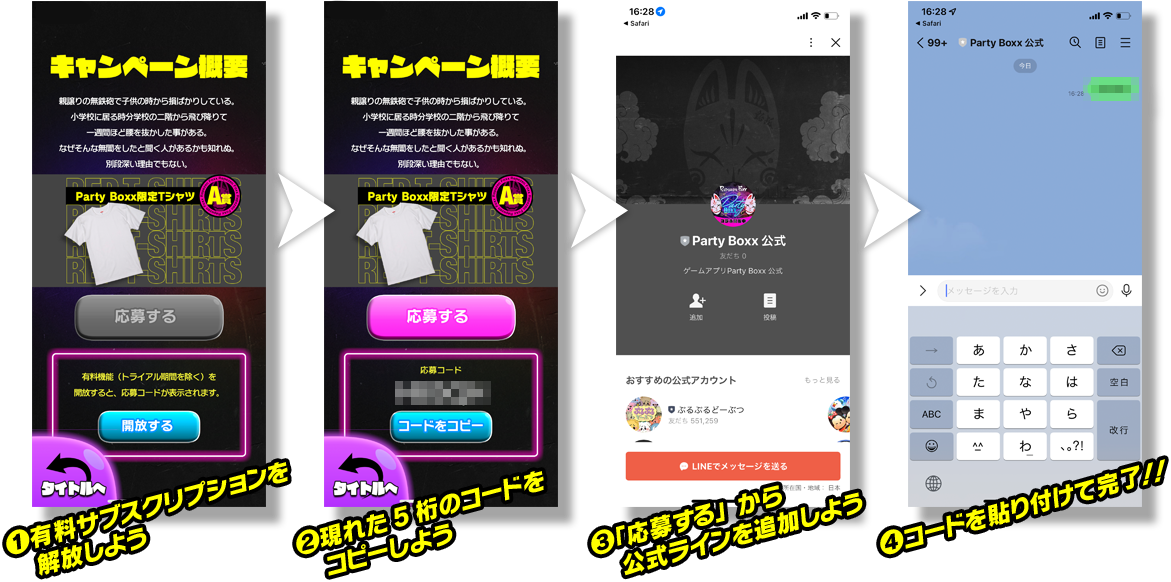 キャンペーン概要
親譲りの無鉄砲で子供の時から損ばかりしている。
小学校に居る時分学校の二階から飛び降りて
一週間ほど腰を抜かした事がある。
なぜそんな無闇をしたと聞く人があるかも知れぬ。
別段深い理由でもない。
RED T-SHIRTS
Party Boxx限定Tシャツ
A賞
応募する
有料機能（トライアル期間を除く）を
開放すると、応募コードが表示されます。
開放する
タイトルへ
❶有料サブスクリプションを
解放しよう
キャンペーン概要
親譲りの無鉄砲で子供の時から損ばかりしている。
小学校に居る時分学校の二階から飛び降りて
一週間ほど腰を抜かした事がある。
なぜそんな無闇をしたと聞く人があるかも知れぬ。
別段深い理由でもない。
Party Boxx限定Tシャツ
A賞
応募する
応募コード
コードをコピー
タイトルへ
❷現れた5桁のコードを
コピーしよう
16:28
◀ Safari
Party Boxx 公式
友だち 0
ゲームアプリParty Boxx 公式
追加
投稿
おすすめの公式アカウント
もっと見る
ぷるぷるどーぶつ
友だち 551,259
LINEでメッセージを送る
所在国・地域： 日本
❸「応募する」から
公式ラインを追加しよう
16:28
◀ Safari
99+
Party Boxx 公式
今日
16:28
メッセージを入力
→ あ か さ
た な は 空白
ABC ま や ら
改行
^^ わ_ 、。?!
❹コードを貼り付けて完了!!